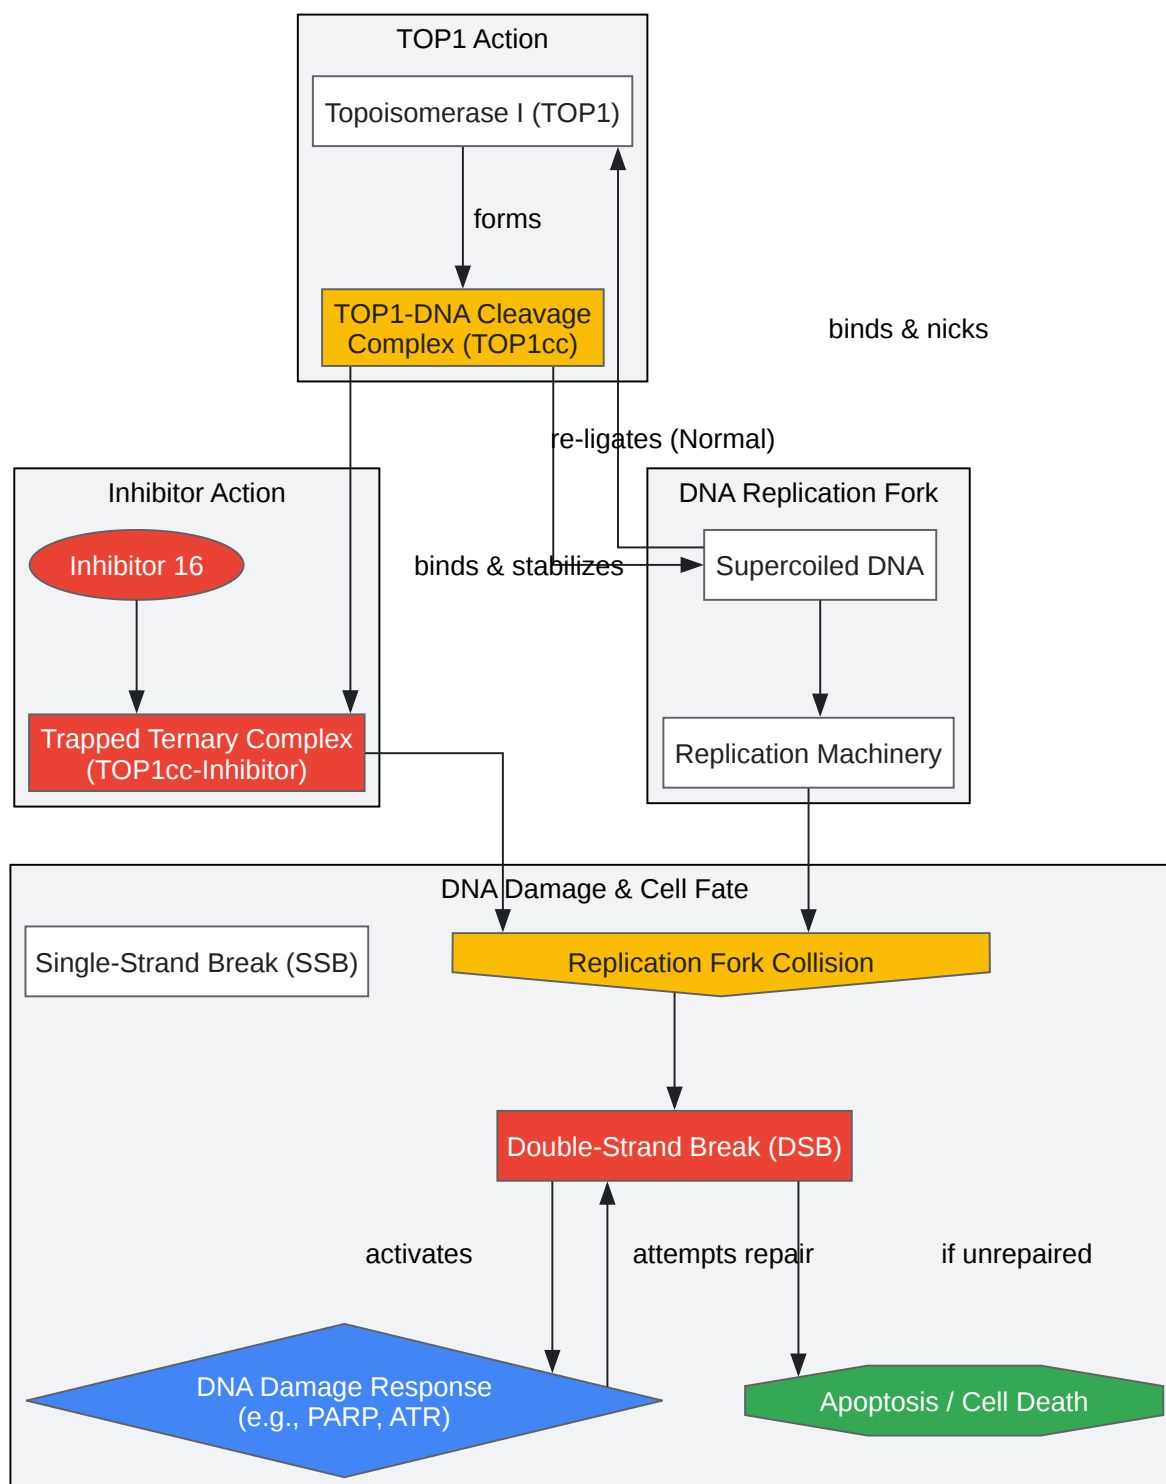 TOP1 Action
Topoisomerase I (TOP1)
forms
TOP1-DNA Cleavage
Complex (TOP1cc)
binds & nicks
re-ligates (Normal)
Inhibitor Action
DNA Replication Fork
Inhibitor 16
binds & stabilizes
Supercoiled DNA
Trapped Ternary Complex
(TOP1cc-Inhibitor)
Replication Machinery
DNA Damage & Cell Fate
Single-Strand Break (SSB)
Replication Fork Collision
Double-Strand Break (DSB)
activates
attempts repair
if unrepaired
DNA Damage Response
(e.g., PARP, ATR)
Apoptosis / Cell Death